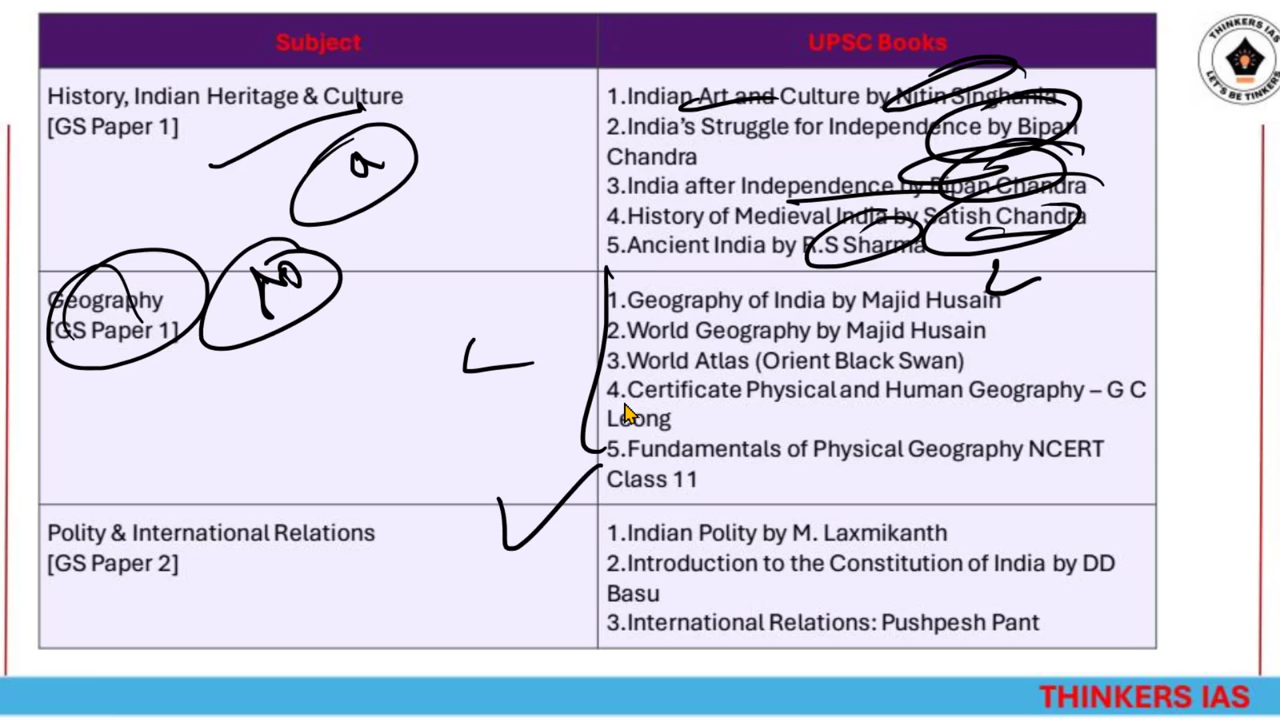 Subject
UPSC Books
History, Indian Heritage & Culture
[GS Paper 1]
1.Indian Art and Culture by Nitin Singhania
2.India's Struggle for Independence by Bipan
Chandra
3.India after Independence by Bipan Chandra
4.History of Medieval India by Satish Chandra
5.Ancient India by R.S Sharma
Geography
[GS Paper 1]
1.Geography of India by Majid Husain
2.World Geography by Majid Husain
3.World Atlas (Orient Black Swan)
4.Certificate Physical and Human Geography – G C
Leong
5.Fundamentals of Physical Geography NCERT
Class 11
Polity & International Relations
[GS Paper 2]
1.Indian Polity by M. Laxmikanth
2.Introduction to the Constitution of India by DD
Basu
3.International Relations: Pushpesh Pant
THINKERS IAS
LET'S BE TINKERS
THINKERS IAS